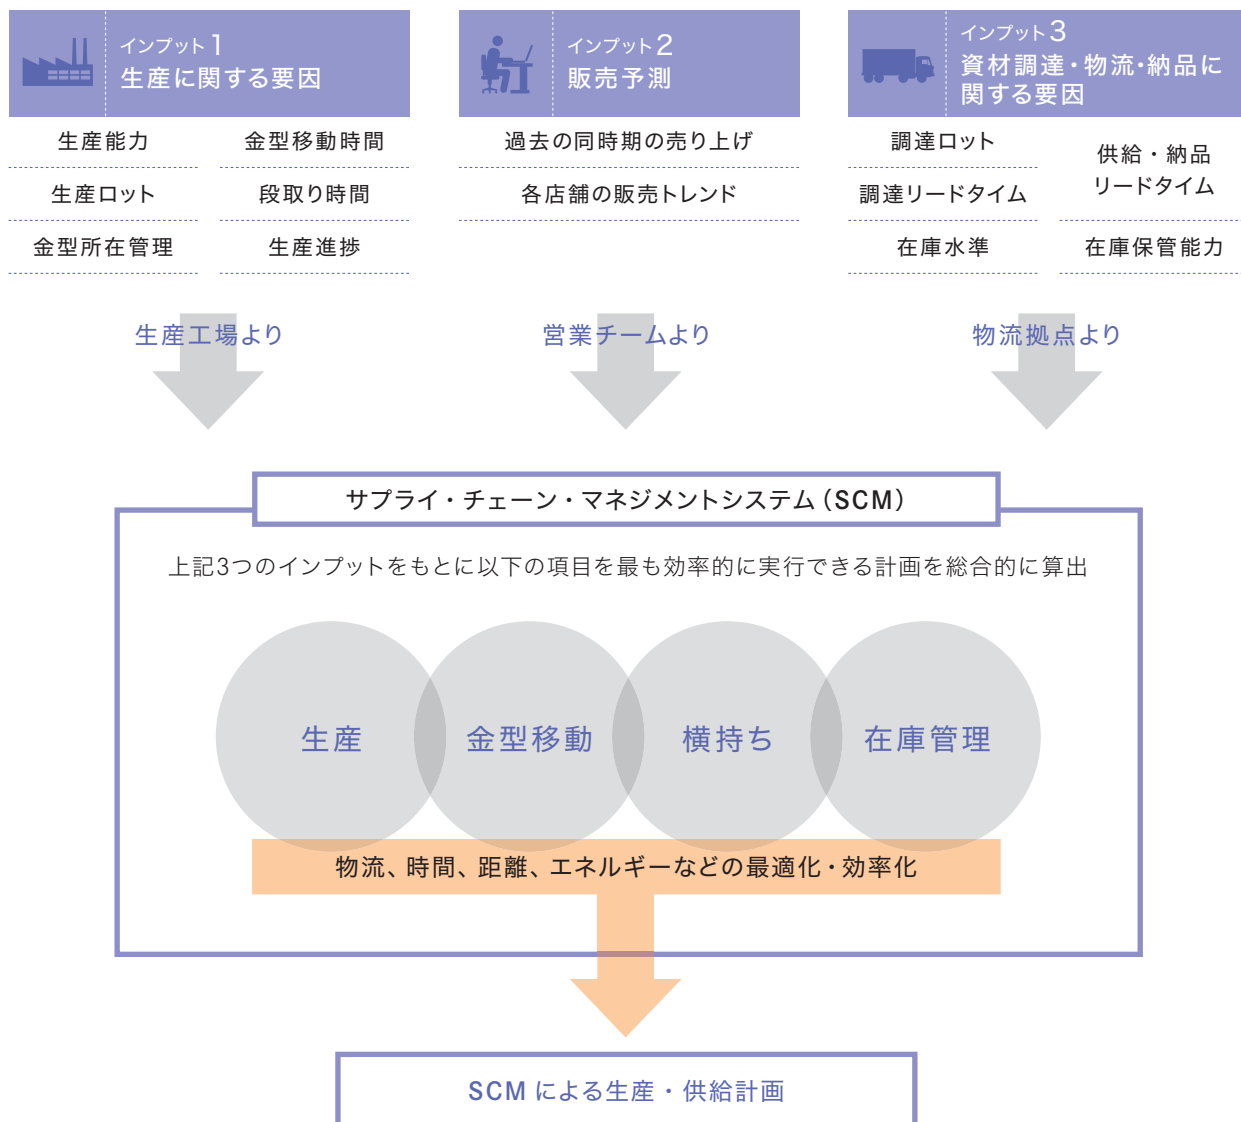 インプット1
生産に関する要因
生産能力
金型移動時間
生産ロット
段取り時間
金型所在管理
生産進捗
生産工場より
インプット2
販売予測
過去の同時期の売り上げ
各店舗の販売トレンド
営業チームより
インプット3
資材調達・物流・納品に
関する要因
調達ロット
調達リードタイム
在庫水準
供給・納品
リードタイム
在庫保管能力
物流拠点より
サプライ・チェーン・マネジメントシステム（SCM）
上記3つのインプットをもとに以下の項目を最も効率的に実行できる計画を総合的に算出
生産
金型移動
横持ち
在庫管理
物流、時間、距離、エネルギーなどの最適化・効率化
SCM による生産・供給計画